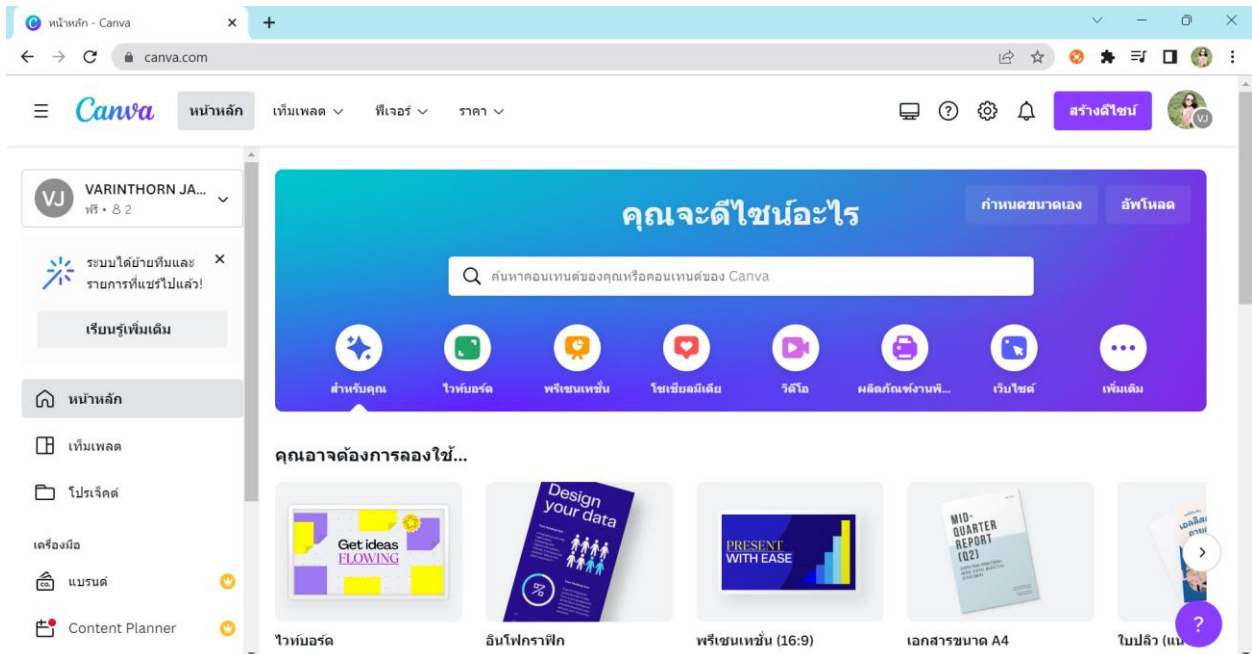 หน้าหลัก - Canva
canva.com
Canva หน้าหลัก เท็มเพลต ฟีเจอร์ ราคา สร้างดีไซน์
VJ
VJ
VARINTHORN JA...
ฟรี • 2
ระบบได้ย้ายทีมและ
รายการที่แชร์ไปแล้ว!
เรียนรู้เพิ่มเติม
หน้าหลัก
เท็มเพลต
โปรเจ็คต์
เครื่องมือ
CO.
แบรนด์
Content Planner
คุณจะดีไซน์อะไร
กำหนดขนาดเอง อัพโหลด
ค้นหาคอนเทนต์ของคุณหรือคอนเทนต์ของ Canva
สำหรับคุณ ไวท์บอร์ด พรีเซนเทชั่น โซเชียลมีเดีย วิดีโอ ผลิตภัณฑ์งานพิ... เว็บไซต์ เพิ่มเติม
คุณอาจต้องการลองใช้...
Get ideas
FLOWING
Design
your data
%
PRESENT
WITH EASE
MID-
QUARTER
REPORT
(Q2)
?
ไวท์บอร์ด อินโฟกราฟิก พรีเซนเทชั่น (16:9) เอกสารขนาด A4 ใบปลิว